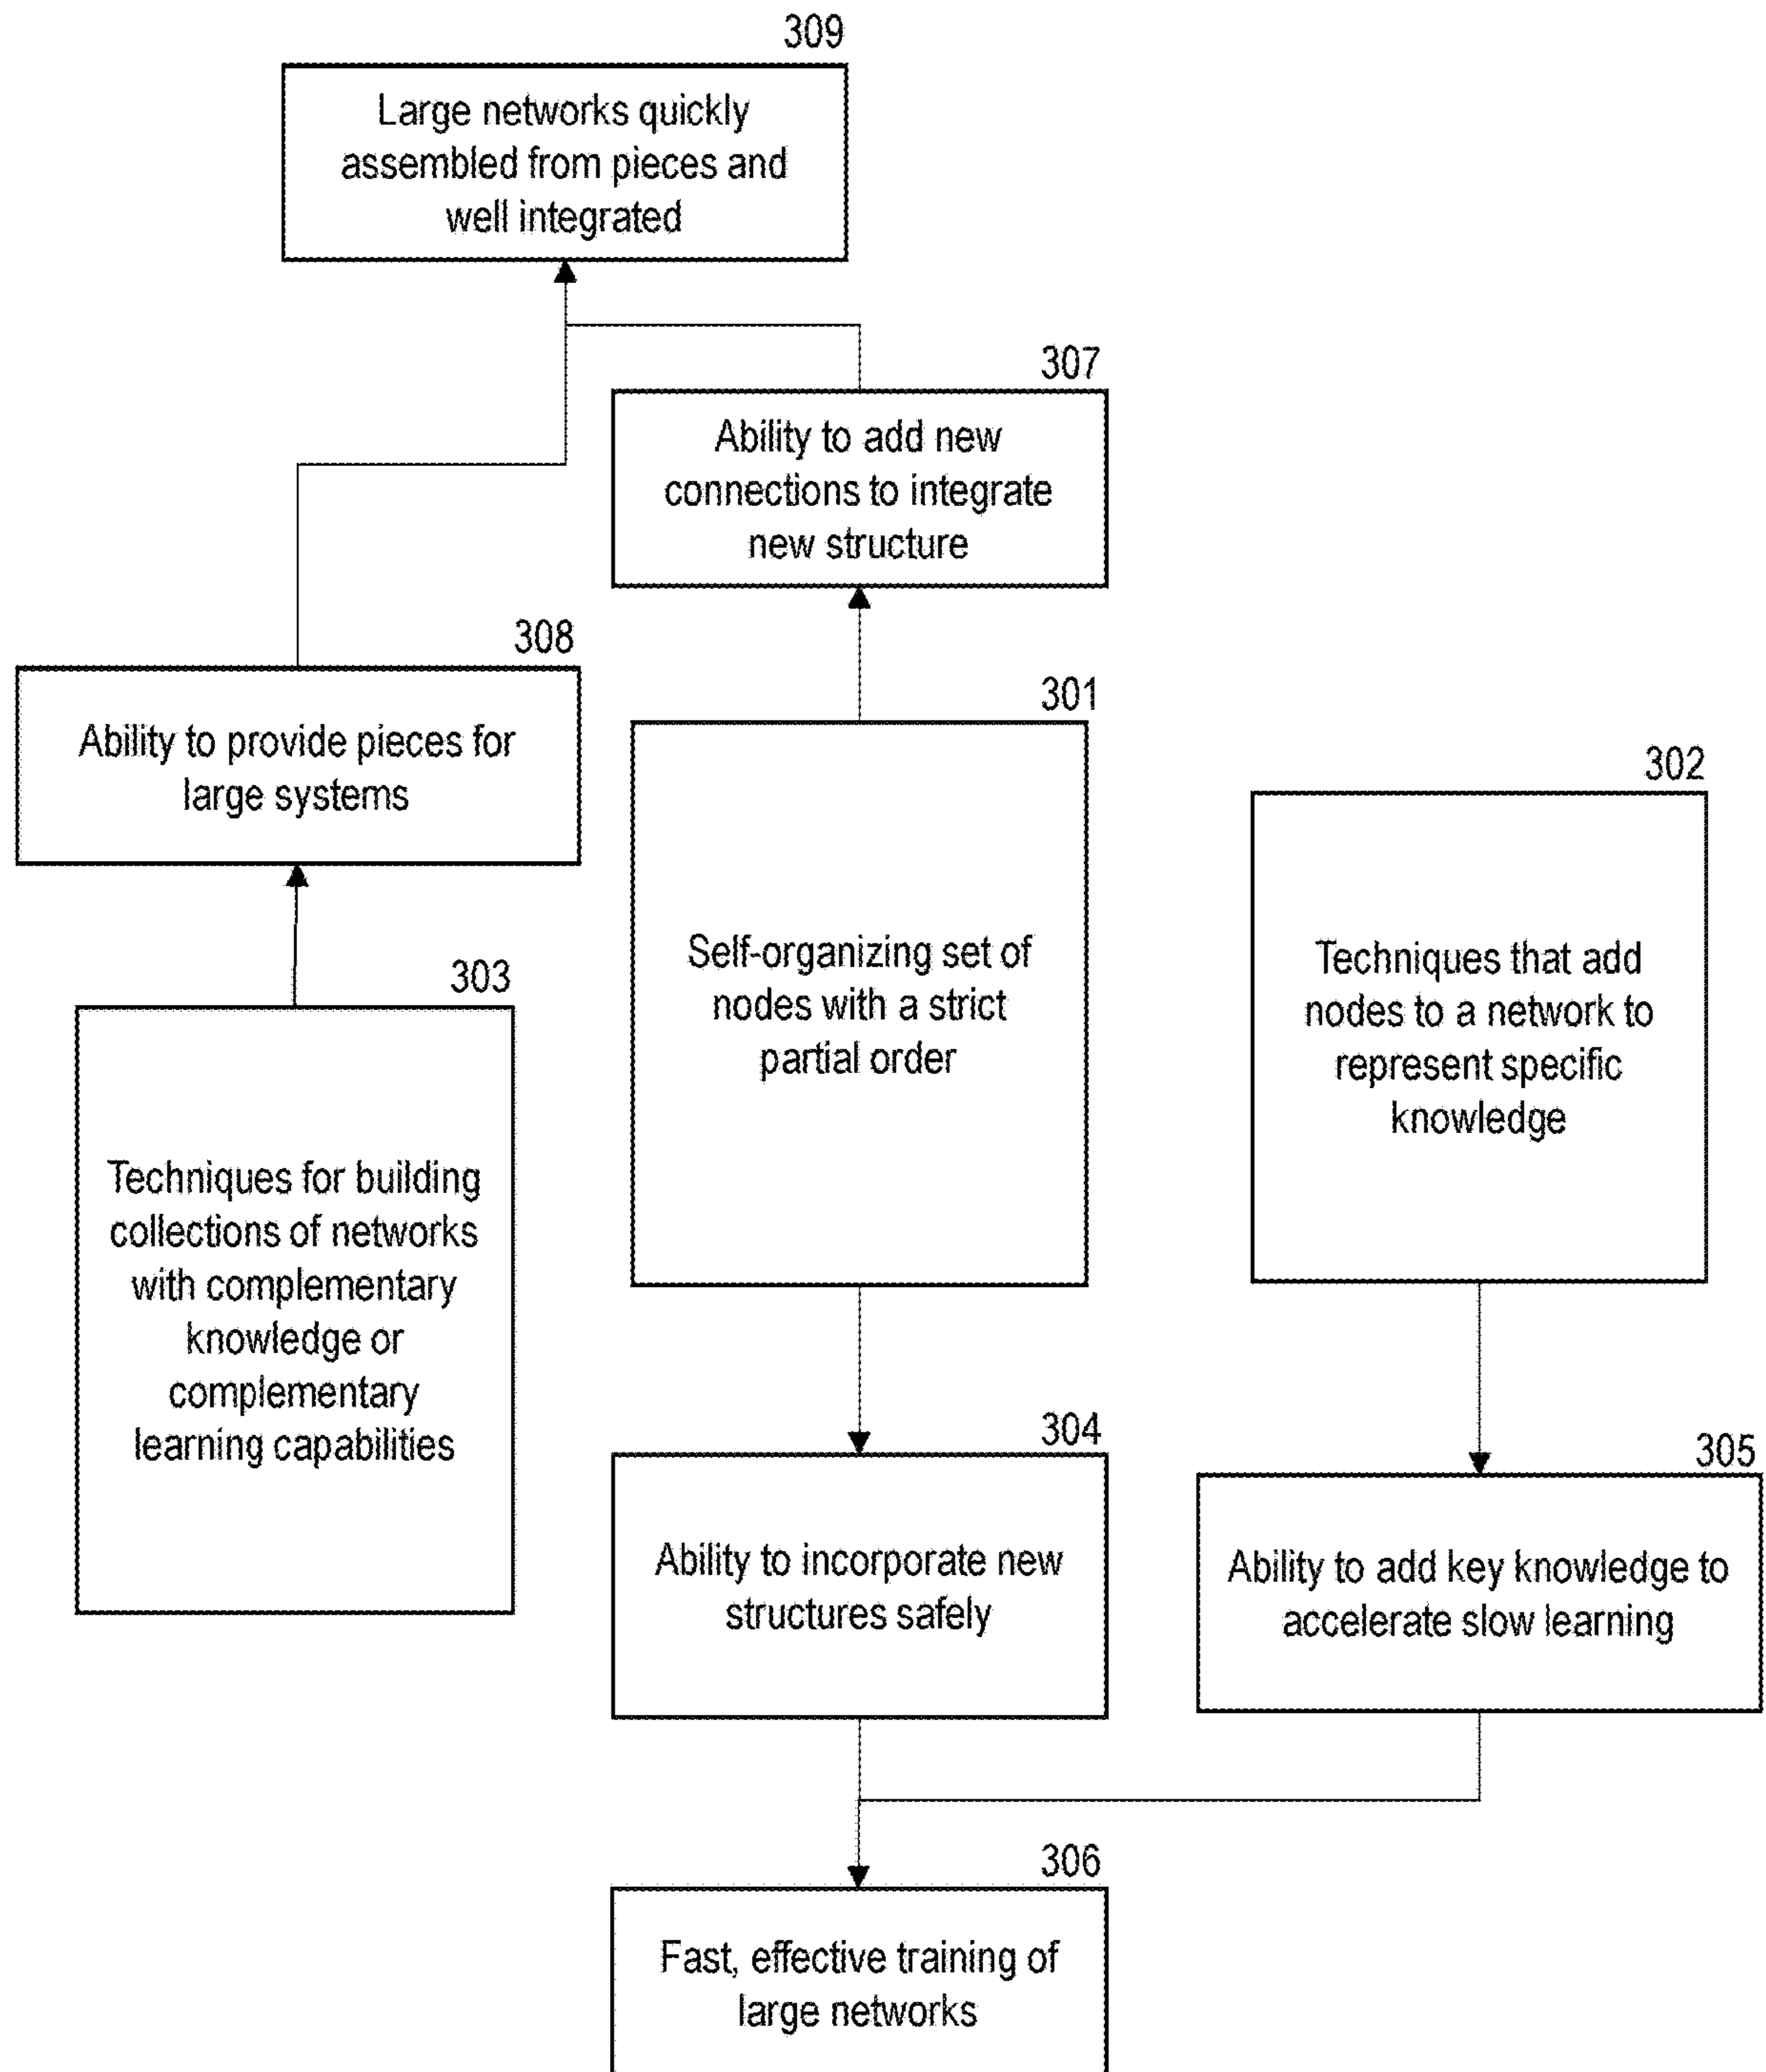 309
Large networks quickly
assembled from pieces and
well integrated
307
Ability to add new
connections to integrate
new structure
308
Ability to provide pieces for
large systems
301
Self-organizing set of
nodes with a strict
partial order
302
Techniques that add
nodes to a network to
represent specific
knowledge
303
Techniques for building
collections of networks
with complementary
knowledge or
complementary
learning capabilities
304
Ability to incorporate new
structures safely
305
Ability to add key knowledge to
accelerate slow learning
306
Fast, effective training of
large networks